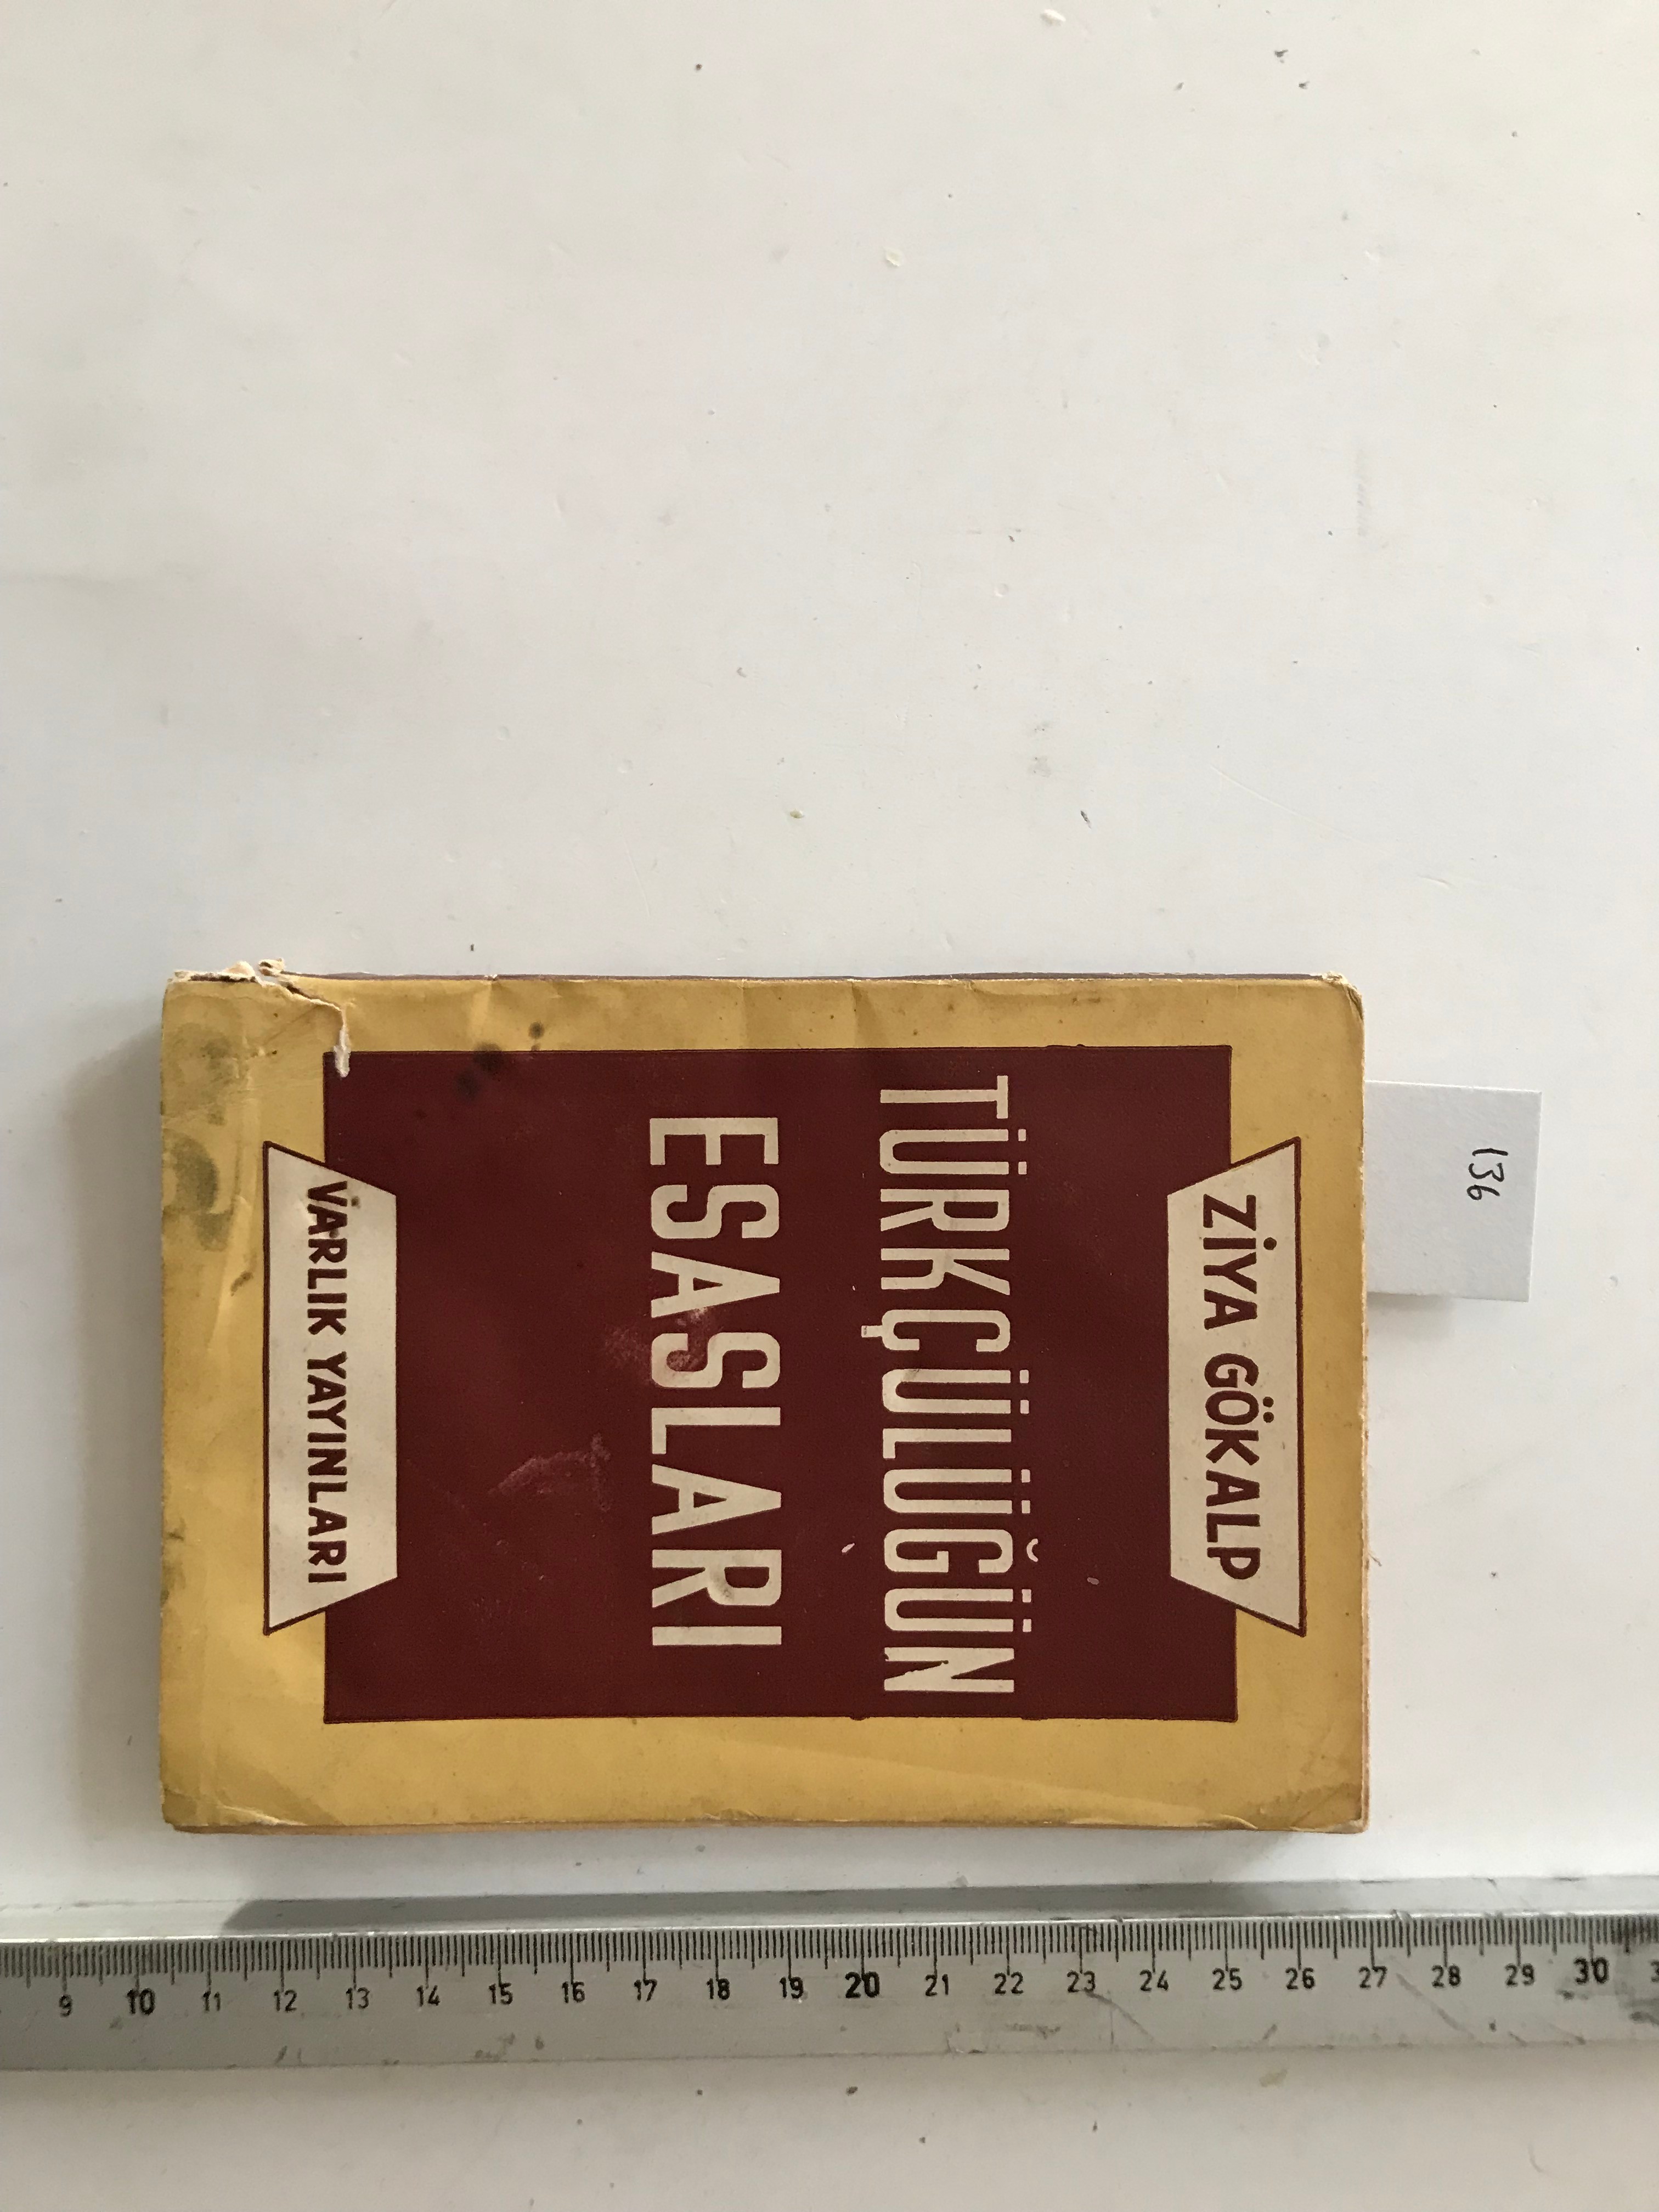 136
ZİYA GÖKALP
TÜRKÇÜLÜĞÜN
ESASLARI
VARLIK YAYINLARI
9 10 11 12 13 14 15 16 17 18 19 20 21 22 23 24 25 26 27 28 29 30